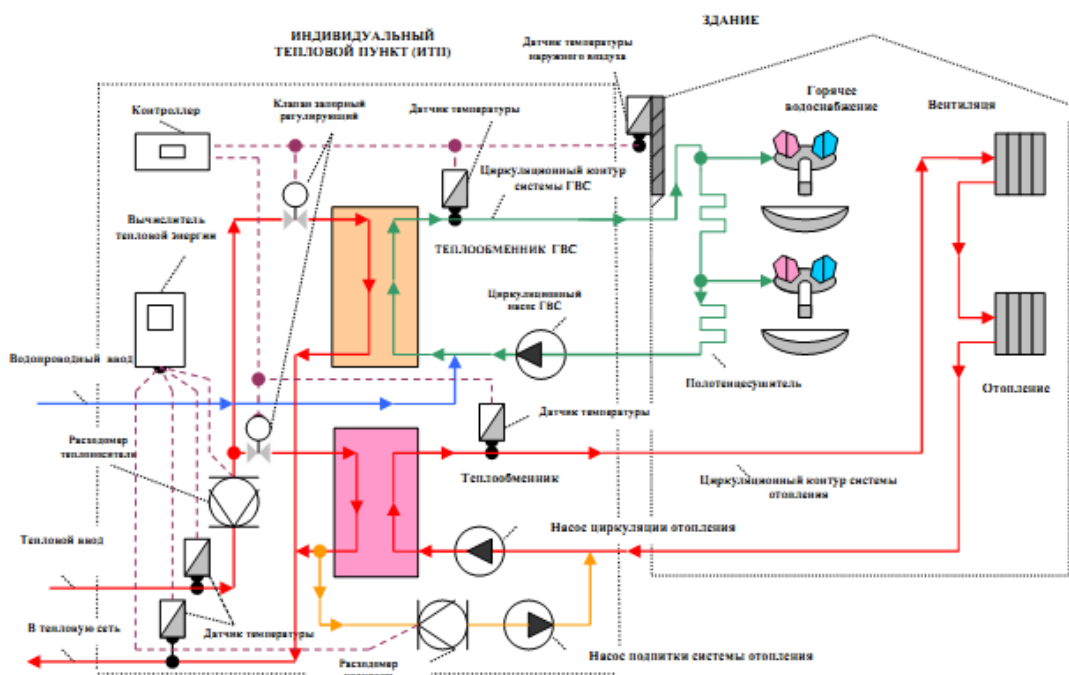 ЗДАНИЕ
ИНДИВИДУАЛЬНЫЙ
ТЕПЛОВОЙ ПУНКТ (ИТП)
Датчик температуры
наружного воздуха
Контроллер
Клапан запорный
регулирующий
Датчик температуры
Горячее
водоснабжение
Вентиляця
Циркуляционный контур
системы ГВС
Вычислитель
тепловой энергии
ТЕПЛООБМЕННИК ГВС
Циркуляционный
насос ГВС
Водопроводный ввод
Полотенцесушитель
Отопление
Датчик температуры
Расходомер
теплоносителя
Теплообменник
Циркуляционный контур системы
отопления
Насос циркуляции отопления
Тепловой ввод
В тепловую сеть
Датчик температуры
Насос подпитки системы отопления
Расходомер